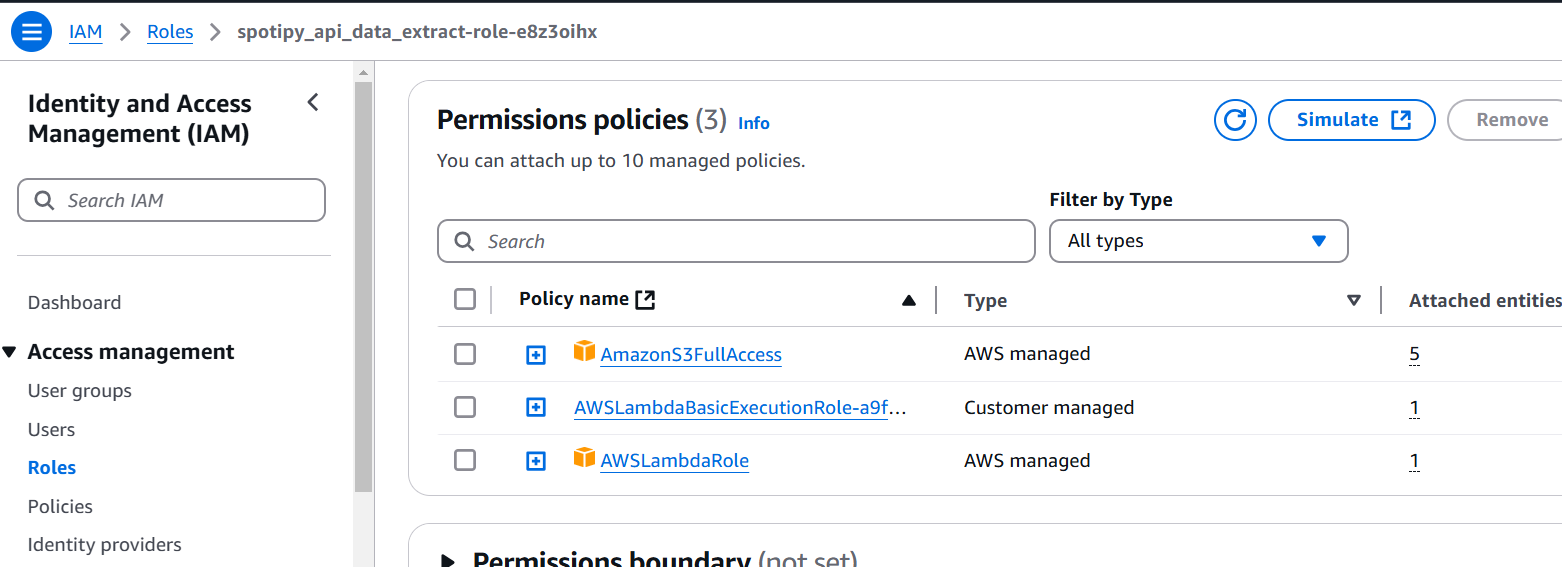 IAM > Roles > spotipy_api_data_extract-role-e8z3oihx
Identity and Access
Management (IAM)
Search IAM
Dashboard
Access management
User groups
Users
Roles
Policies
Identity providers
Permissions policies (3) Info
Simulate
Remove
You can attach up to 10 managed policies.
Filter by Type
Search
All types
Policy name Type Attached entities
AmazonS3FullAccess AWS managed 5
AWSLambdaBasicExecutionRole-a9f... Customer managed 1
AWSLambdaRole AWS managed 1
Permissions boundary (not set)